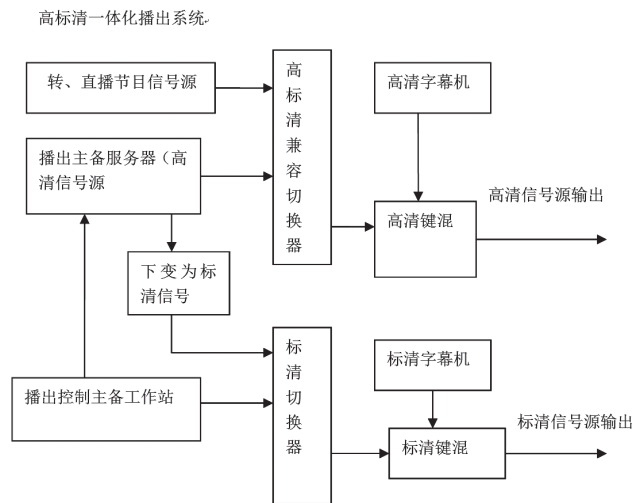 高标清一体化播出系统
转、直播节目信号源
高
标
清
兼
容
切
换
器
高清字幕机
播出主备服务器（高
清信号源
高清键混
高清信号源输出
下变为标
清信号
标
清
切
换
器
标清字幕机
播出控制主备工作站
标清键混
标清信号源输出